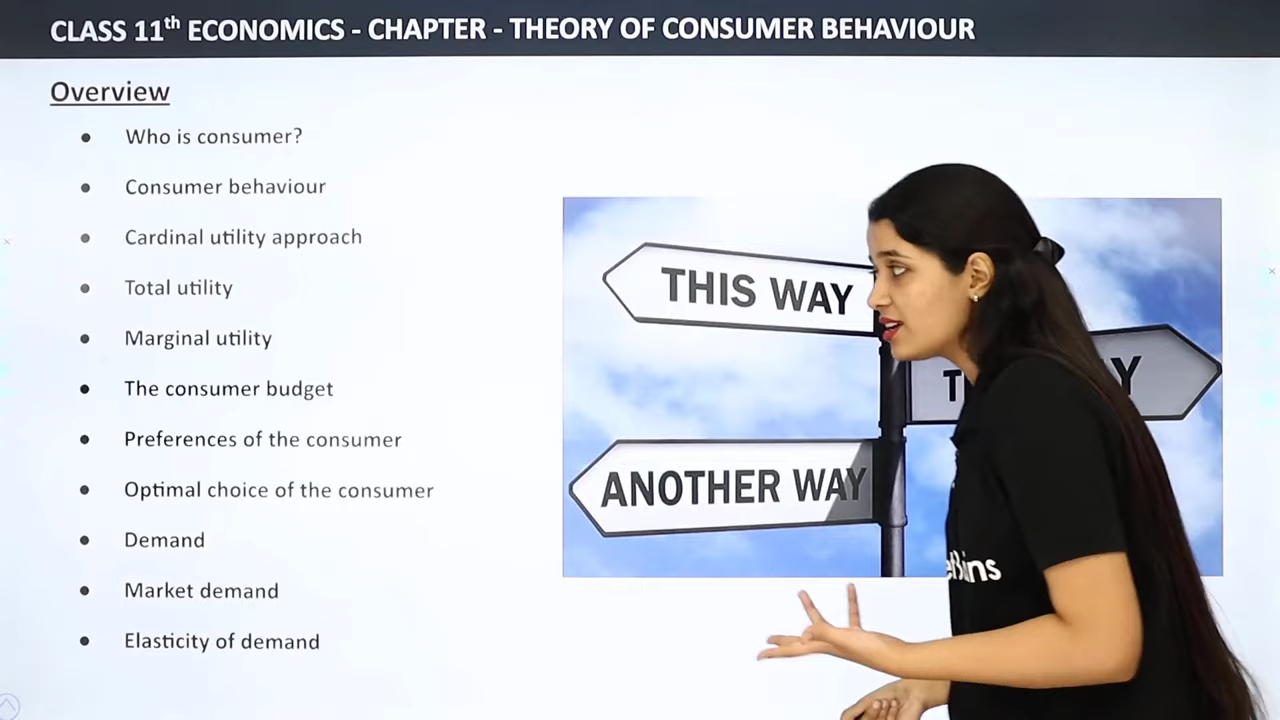 CLASS 11th ECONOMICS - CHAPTER - THEORY OF CONSUMER BEHAVIOUR
Overview
● Who is consumer?
● Consumer behaviour
● Cardinal utility approach
● Total utility
● Marginal utility
● The consumer budget
● Preferences of the consumer
● Optimal choice of the consumer
● Demand
● Market demand
● Elasticity of demand
THIS WAY
ANOTHER WAY